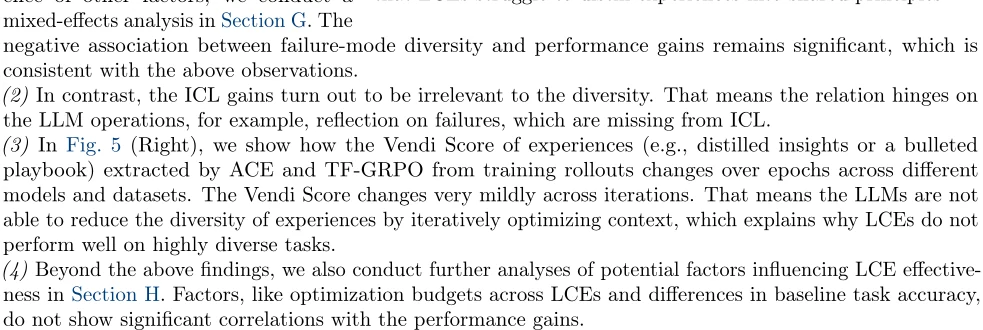 mixed-effects analysis in Section G. The
negative association between failure-mode diversity and performance gains remains significant, which is
consistent with the above observations.
(2) In contrast, the ICL gains turn out to be irrelevant to the diversity. That means the relation hinges on
the LLM operations, for example, reflection on failures, which are missing from ICL.
(3) In Fig. 5 (Right), we show how the Vendi Score of experiences (e.g., distilled insights or a bulleted
playbook) extracted by ACE and TF-GRPO from training rollouts changes over epochs across different
models and datasets. The Vendi Score changes very mildly across iterations. That means the LLMs are not
able to reduce the diversity of experiences by iteratively optimizing context, which explains why LCEs do not
perform well on highly diverse tasks.
(4) Beyond the above findings, we also conduct further analyses of potential factors influencing LCE effective-
ness in Section H. Factors, like optimization budgets across LCEs and differences in baseline task accuracy,
do not show significant correlations with the performance gains.